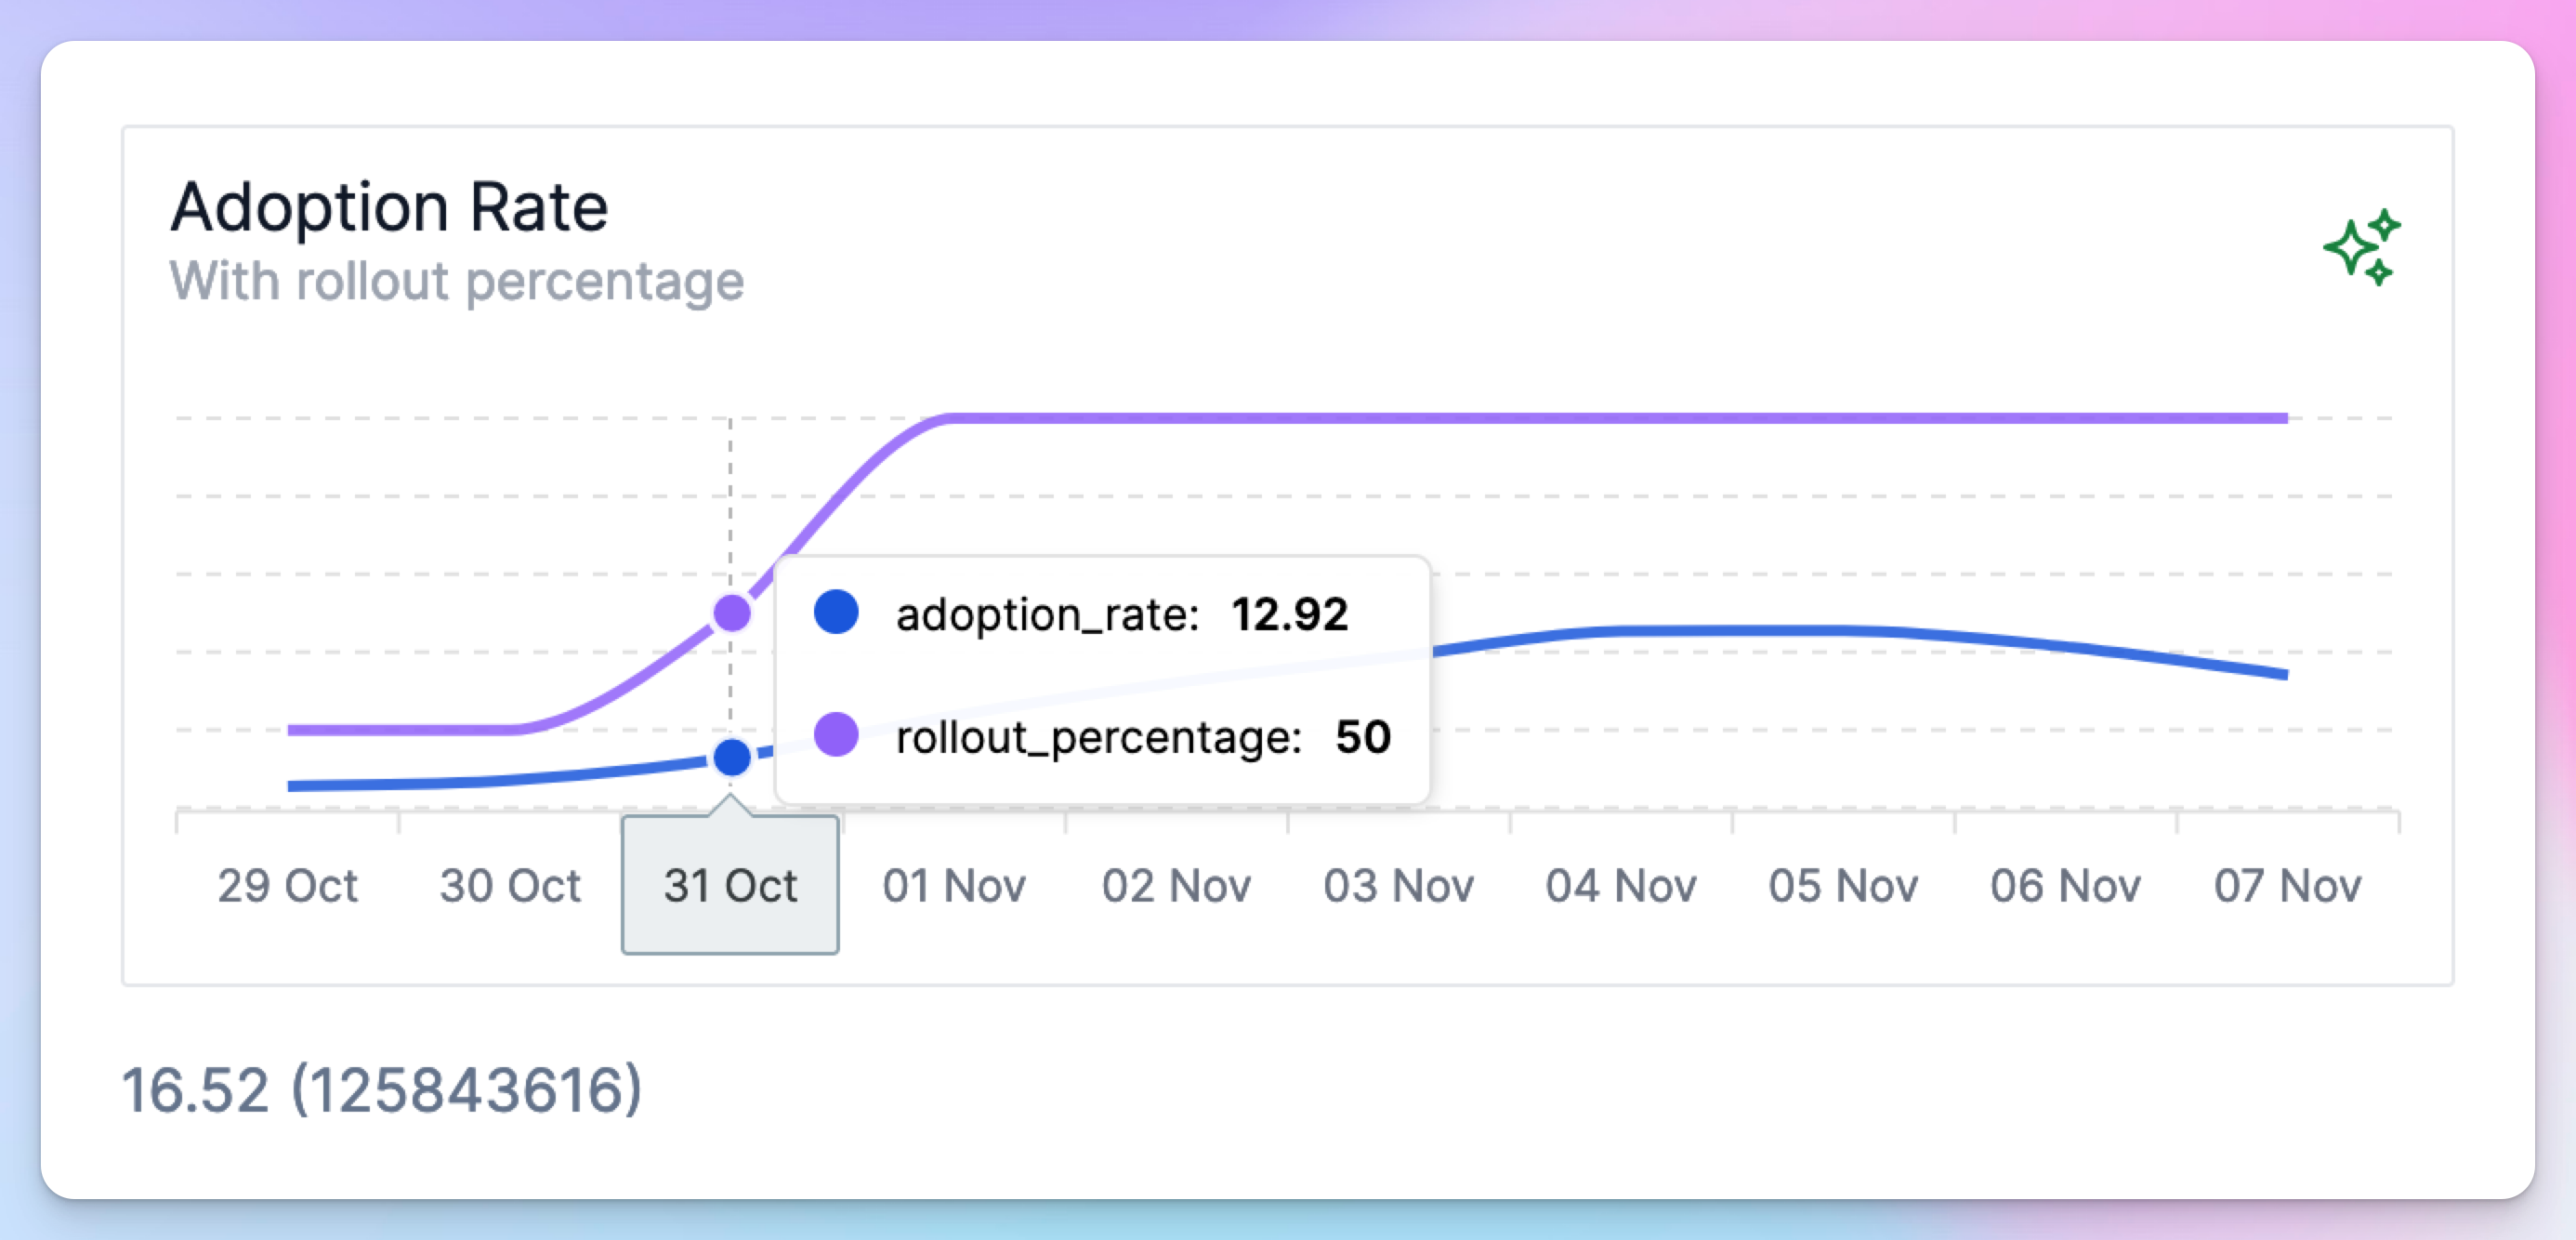 Adoption Rate
With rollout percentage
adoption_rate: 12.92
rollout_percentage: 50
29 Oct 30 Oct 31 Oct 01 Nov 02 Nov 03 Nov 04 Nov 05 Nov 06 Nov 07 Nov
16.52 (125843616)